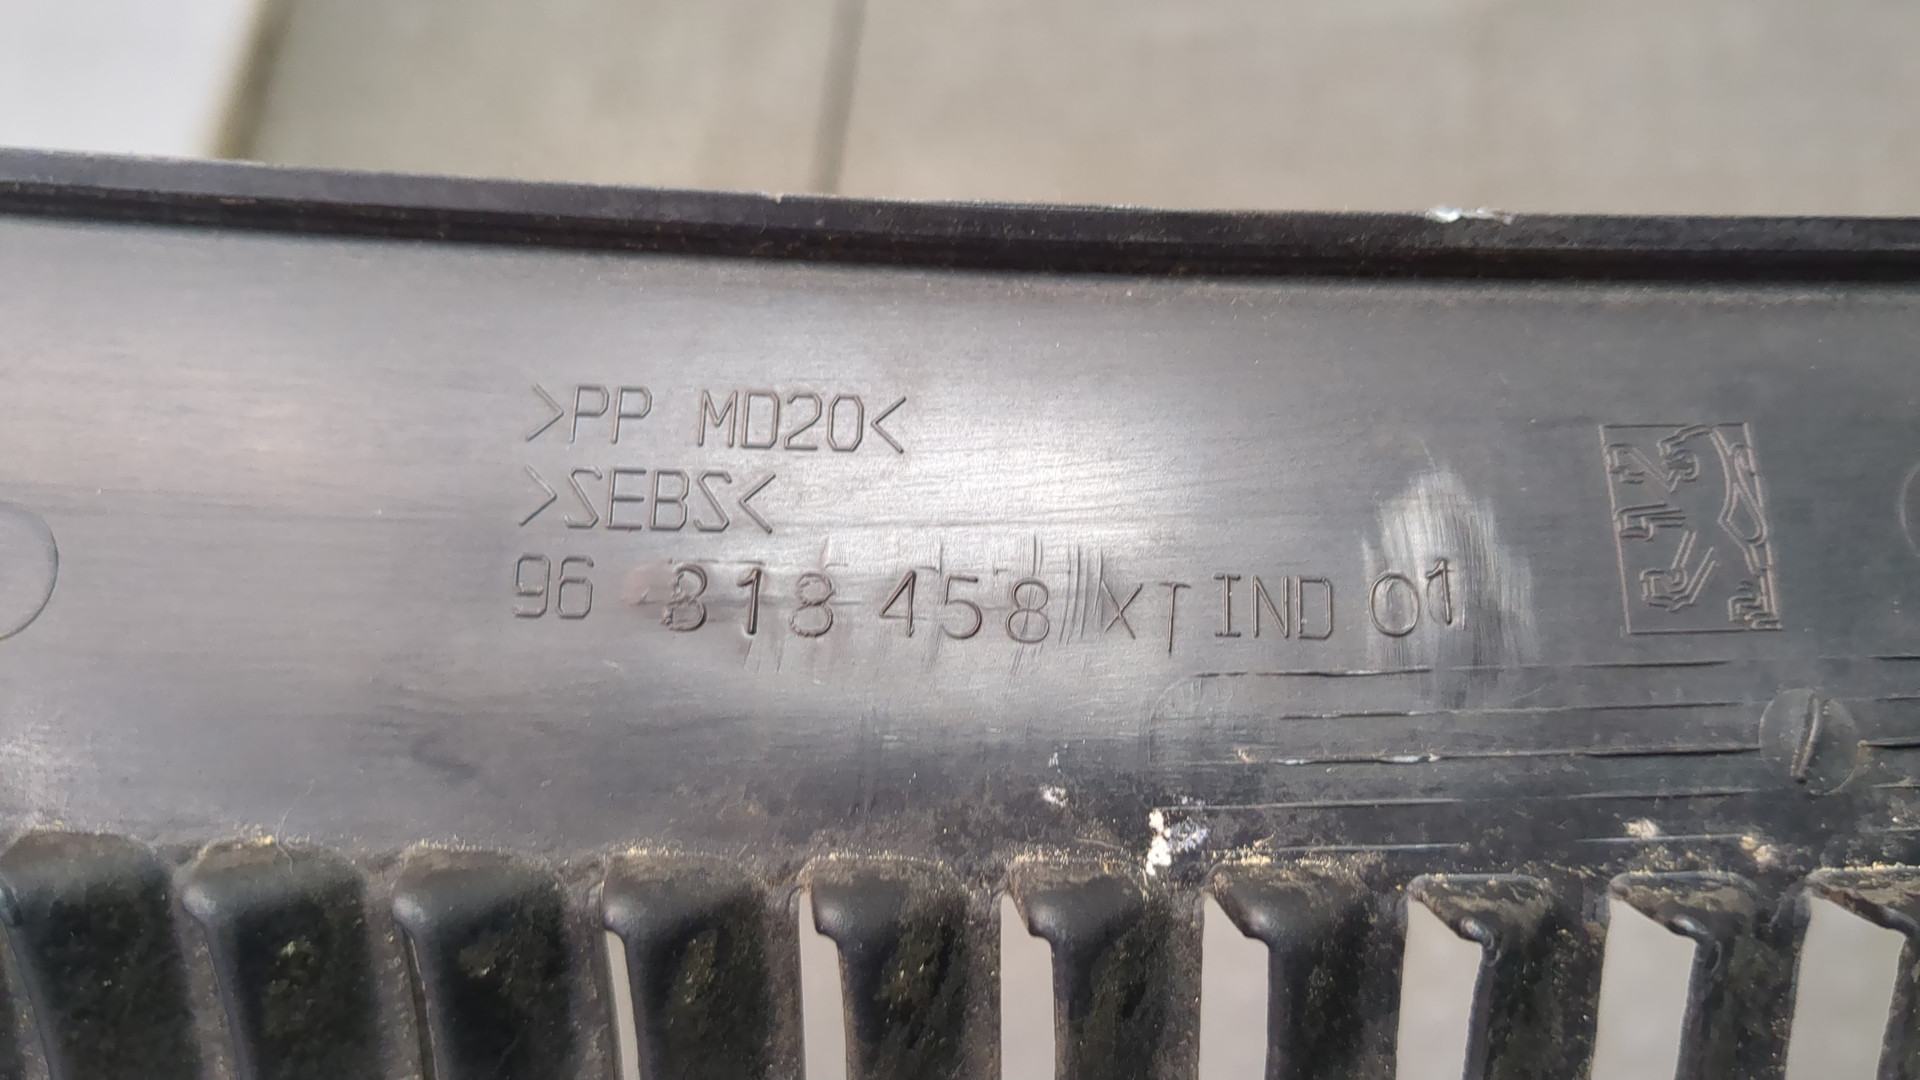 >PP MD20<
>SEBS<
96 818 458 XT IND 01